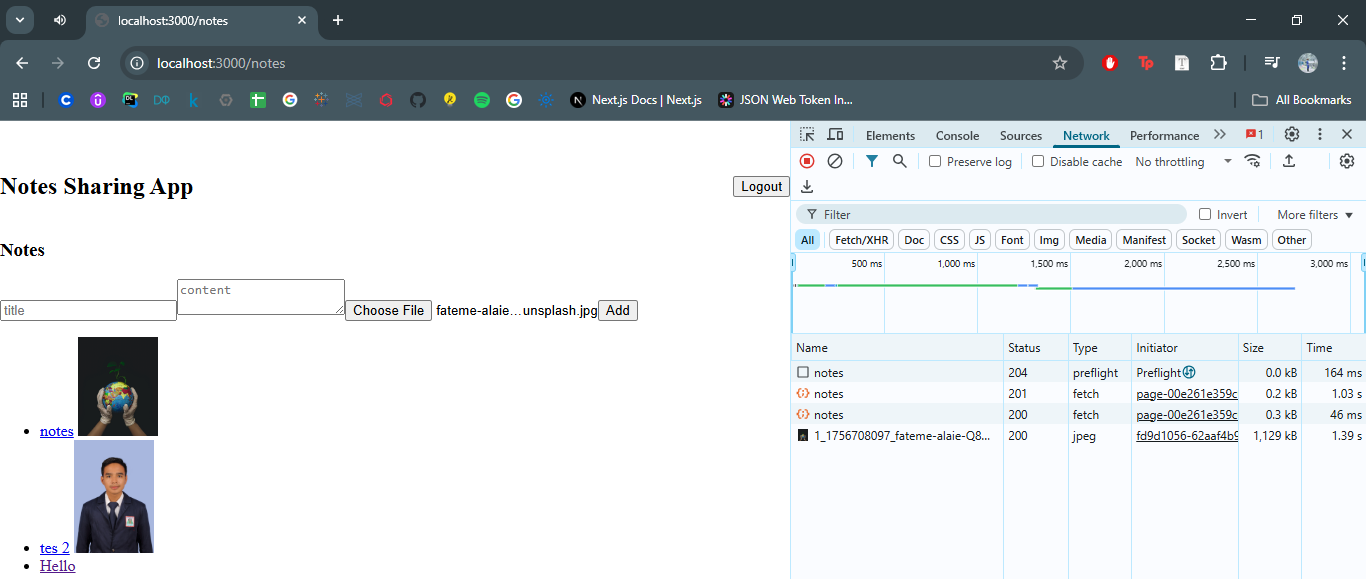 localhost:3000/notes
localhost:3000/notes
Next.js Docs | Next.js
JSON Web Token In...
All Bookmarks
Notes Sharing App
Logout
Notes
title
content
Choose File
fateme-alaie...unsplash.jpg
Add
notes
tes 2
Hello
Elements Console Sources Network Performance 1
Preserve log Disable cache No throttling
Filter Invert More filters
All Fetch/XHR Doc CSS JS Font Img Media Manifest Socket Wasm Other
500 ms 1,000 ms 1,500 ms 2,000 ms 2,500 ms 3,000 ms
Name Status Type Initiator Size Time
notes 204 preflight Preflight 0.0 kB 164 ms
notes 201 fetch page-00e261e359c 0.2 kB 1.03 s
notes 200 fetch page-00e261e359c 0.3 kB 46 ms
1_1756708097_fateme-alaie-Q8... 200 jpeg fd9d1056-62aaf4b9 1,129 kB 1.39 s